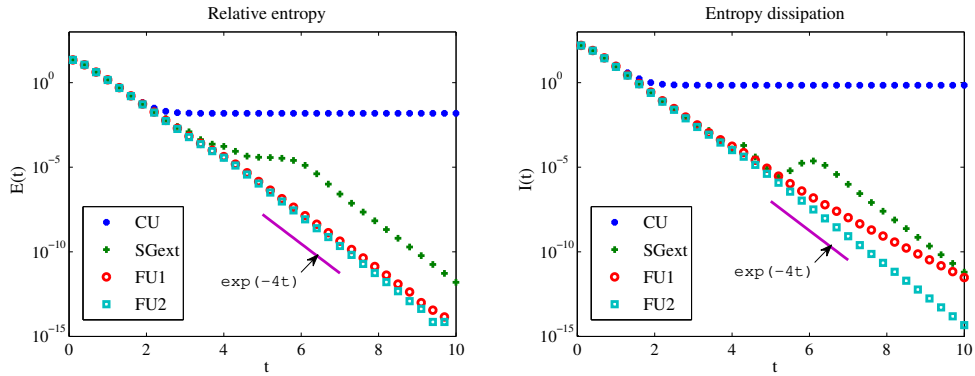 Relative entropy
10^0
10^-5
10^-10
10^-15
E(t)
CU
SGext
FU1
FU2
exp(-4t)
0 2 4 6 8 10
t
Entropy dissipation
10^0
10^-5
10^-10
10^-15
I(t)
CU
SGext
FU1
FU2
exp(-4t)
0 2 4 6 8 10
t